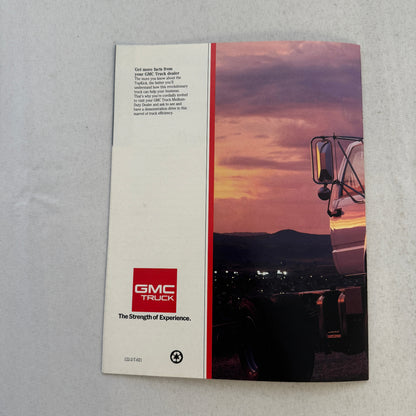 Get more facts from
your GMC Truck dealer
The more you know about the
TopKick, the better you'll
understand how this revolutionary
truck can help your business.
That's why you're cordially invited
to visit your GMC Truck Medium
Duty Dealer and ask to see and
have a demonstration drive in this
marvel of truck efficiency.
GMC
TRUCK
The Strength of Experience.